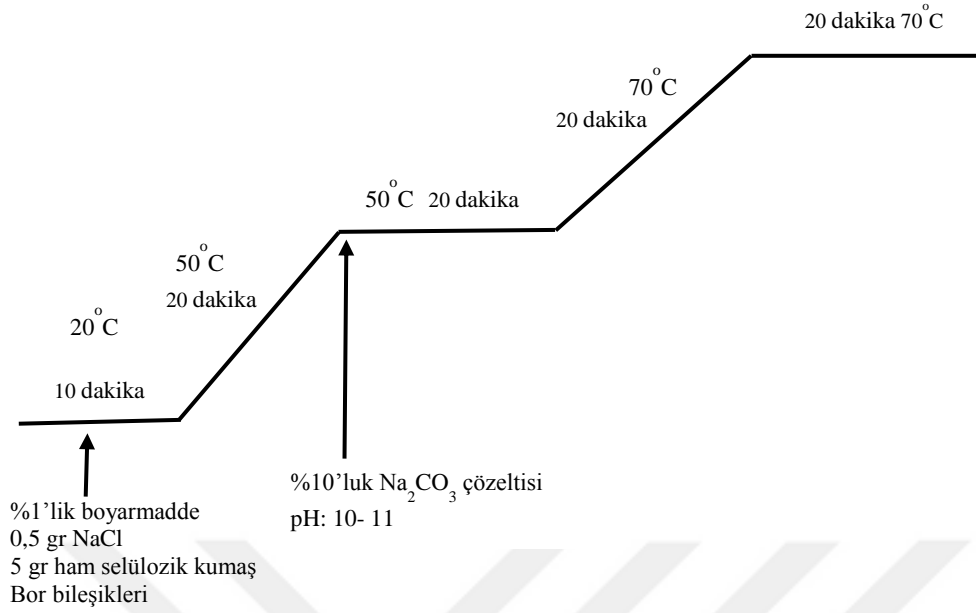 20 dakika 70°C
70°C
20 dakika
50°C 20 dakika
50°C
20 dakika
20°C
10 dakika
%10’luk Na₂CO₃ çözeltisi
pH: 10- 11
%1’lik boyarmadde
0,5 gr NaCl
5 gr ham selülozik kumaş
Bor bileşikleri